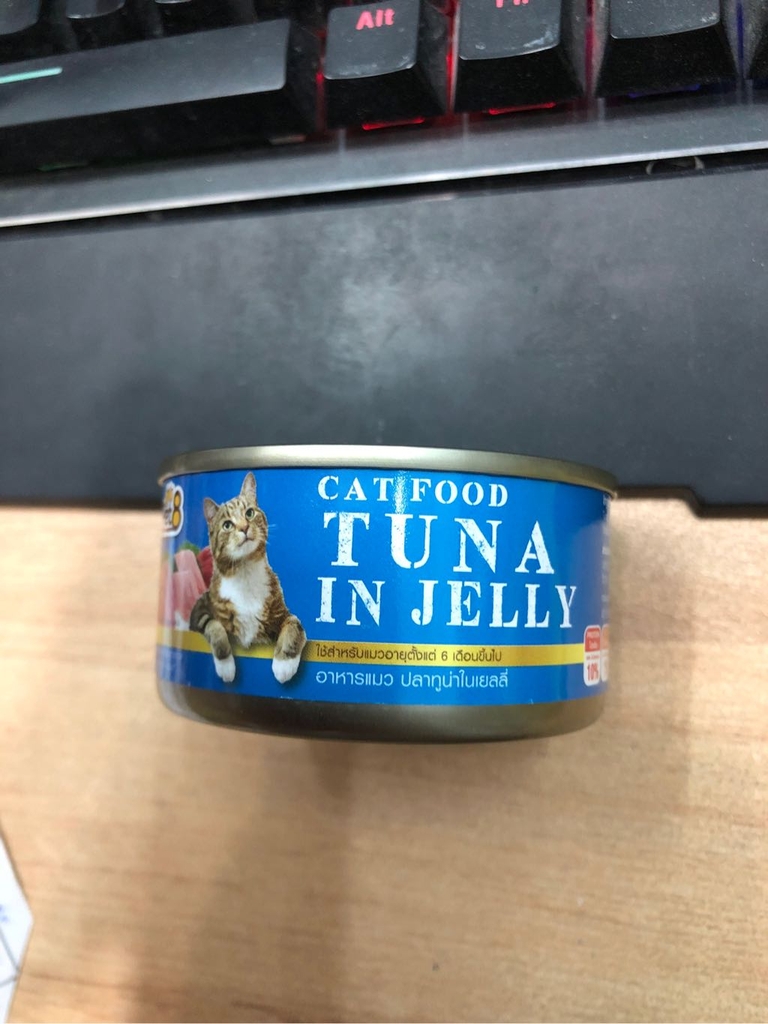 Alt
8
CAT FOOD
TUNA
IN JELLY
ใช้สำหรับแมวอายุตั้งแต่ 6 เดือนขึ้นไป
อาหารแมว ปลาทูน่าในเยลลี่
10%